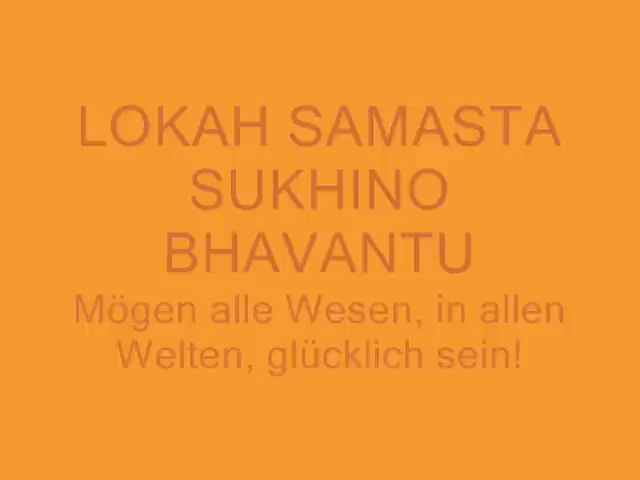 LOKAH SAMASTA
SUKHINO
BHAVANTU
Mögen alle Wesen, in allen
Welten, glücklich sein!